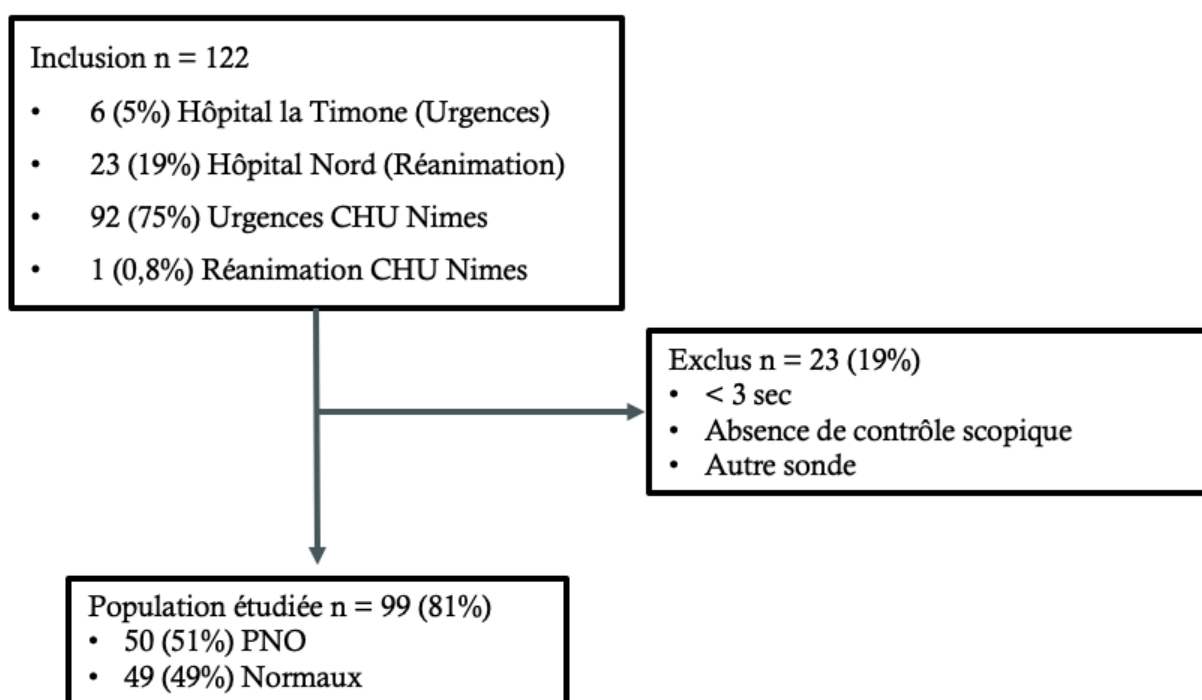 Inclusion n = 122
• 6 (5%) Hôpital la Timone (Urgences)
• 23 (19%) Hôpital Nord (Réanimation)
• 92 (75%) Urgences CHU Nimes
• 1 (0,8%) Réanimation CHU Nimes
Exclus n = 23 (19%)
• < 3 sec
• Absence de contrôle scopique
• Autre sonde
Population étudiée n = 99 (81%)
• 50 (51%) PNO
• 49 (49%) Normaux